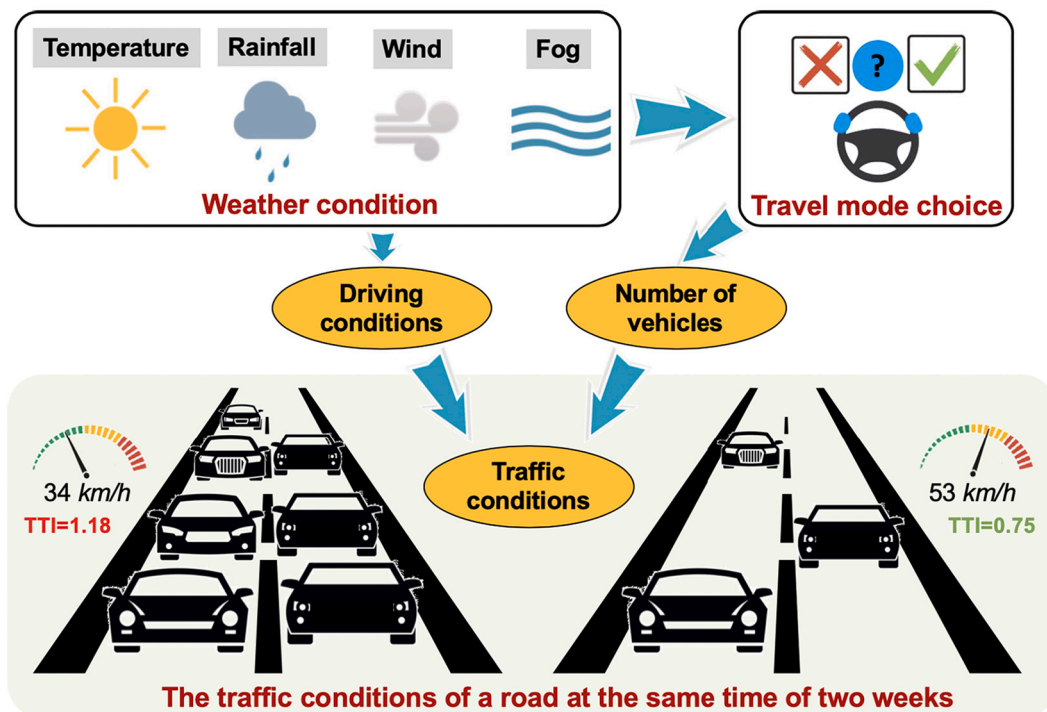 Temperature
Rainfall
Wind
Fog
Weather condition
?
Travel mode choice
Driving
conditions
Number of
vehicles
34 km/h
TTI=1.18
Traffic
conditions
53 km/h
TTI=0.75
The traffic conditions of a road at the same time of two weeks